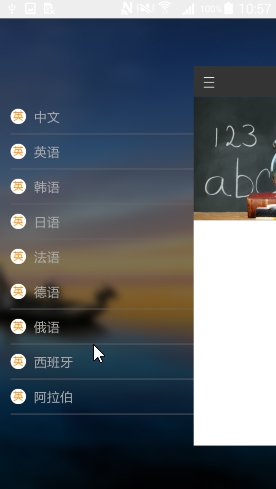 100% 10:57
英 中文
英 英语
英 韩语
英 日语
英 法语
英 德语
英 俄语
英 西班牙
英 阿拉伯
123
abc